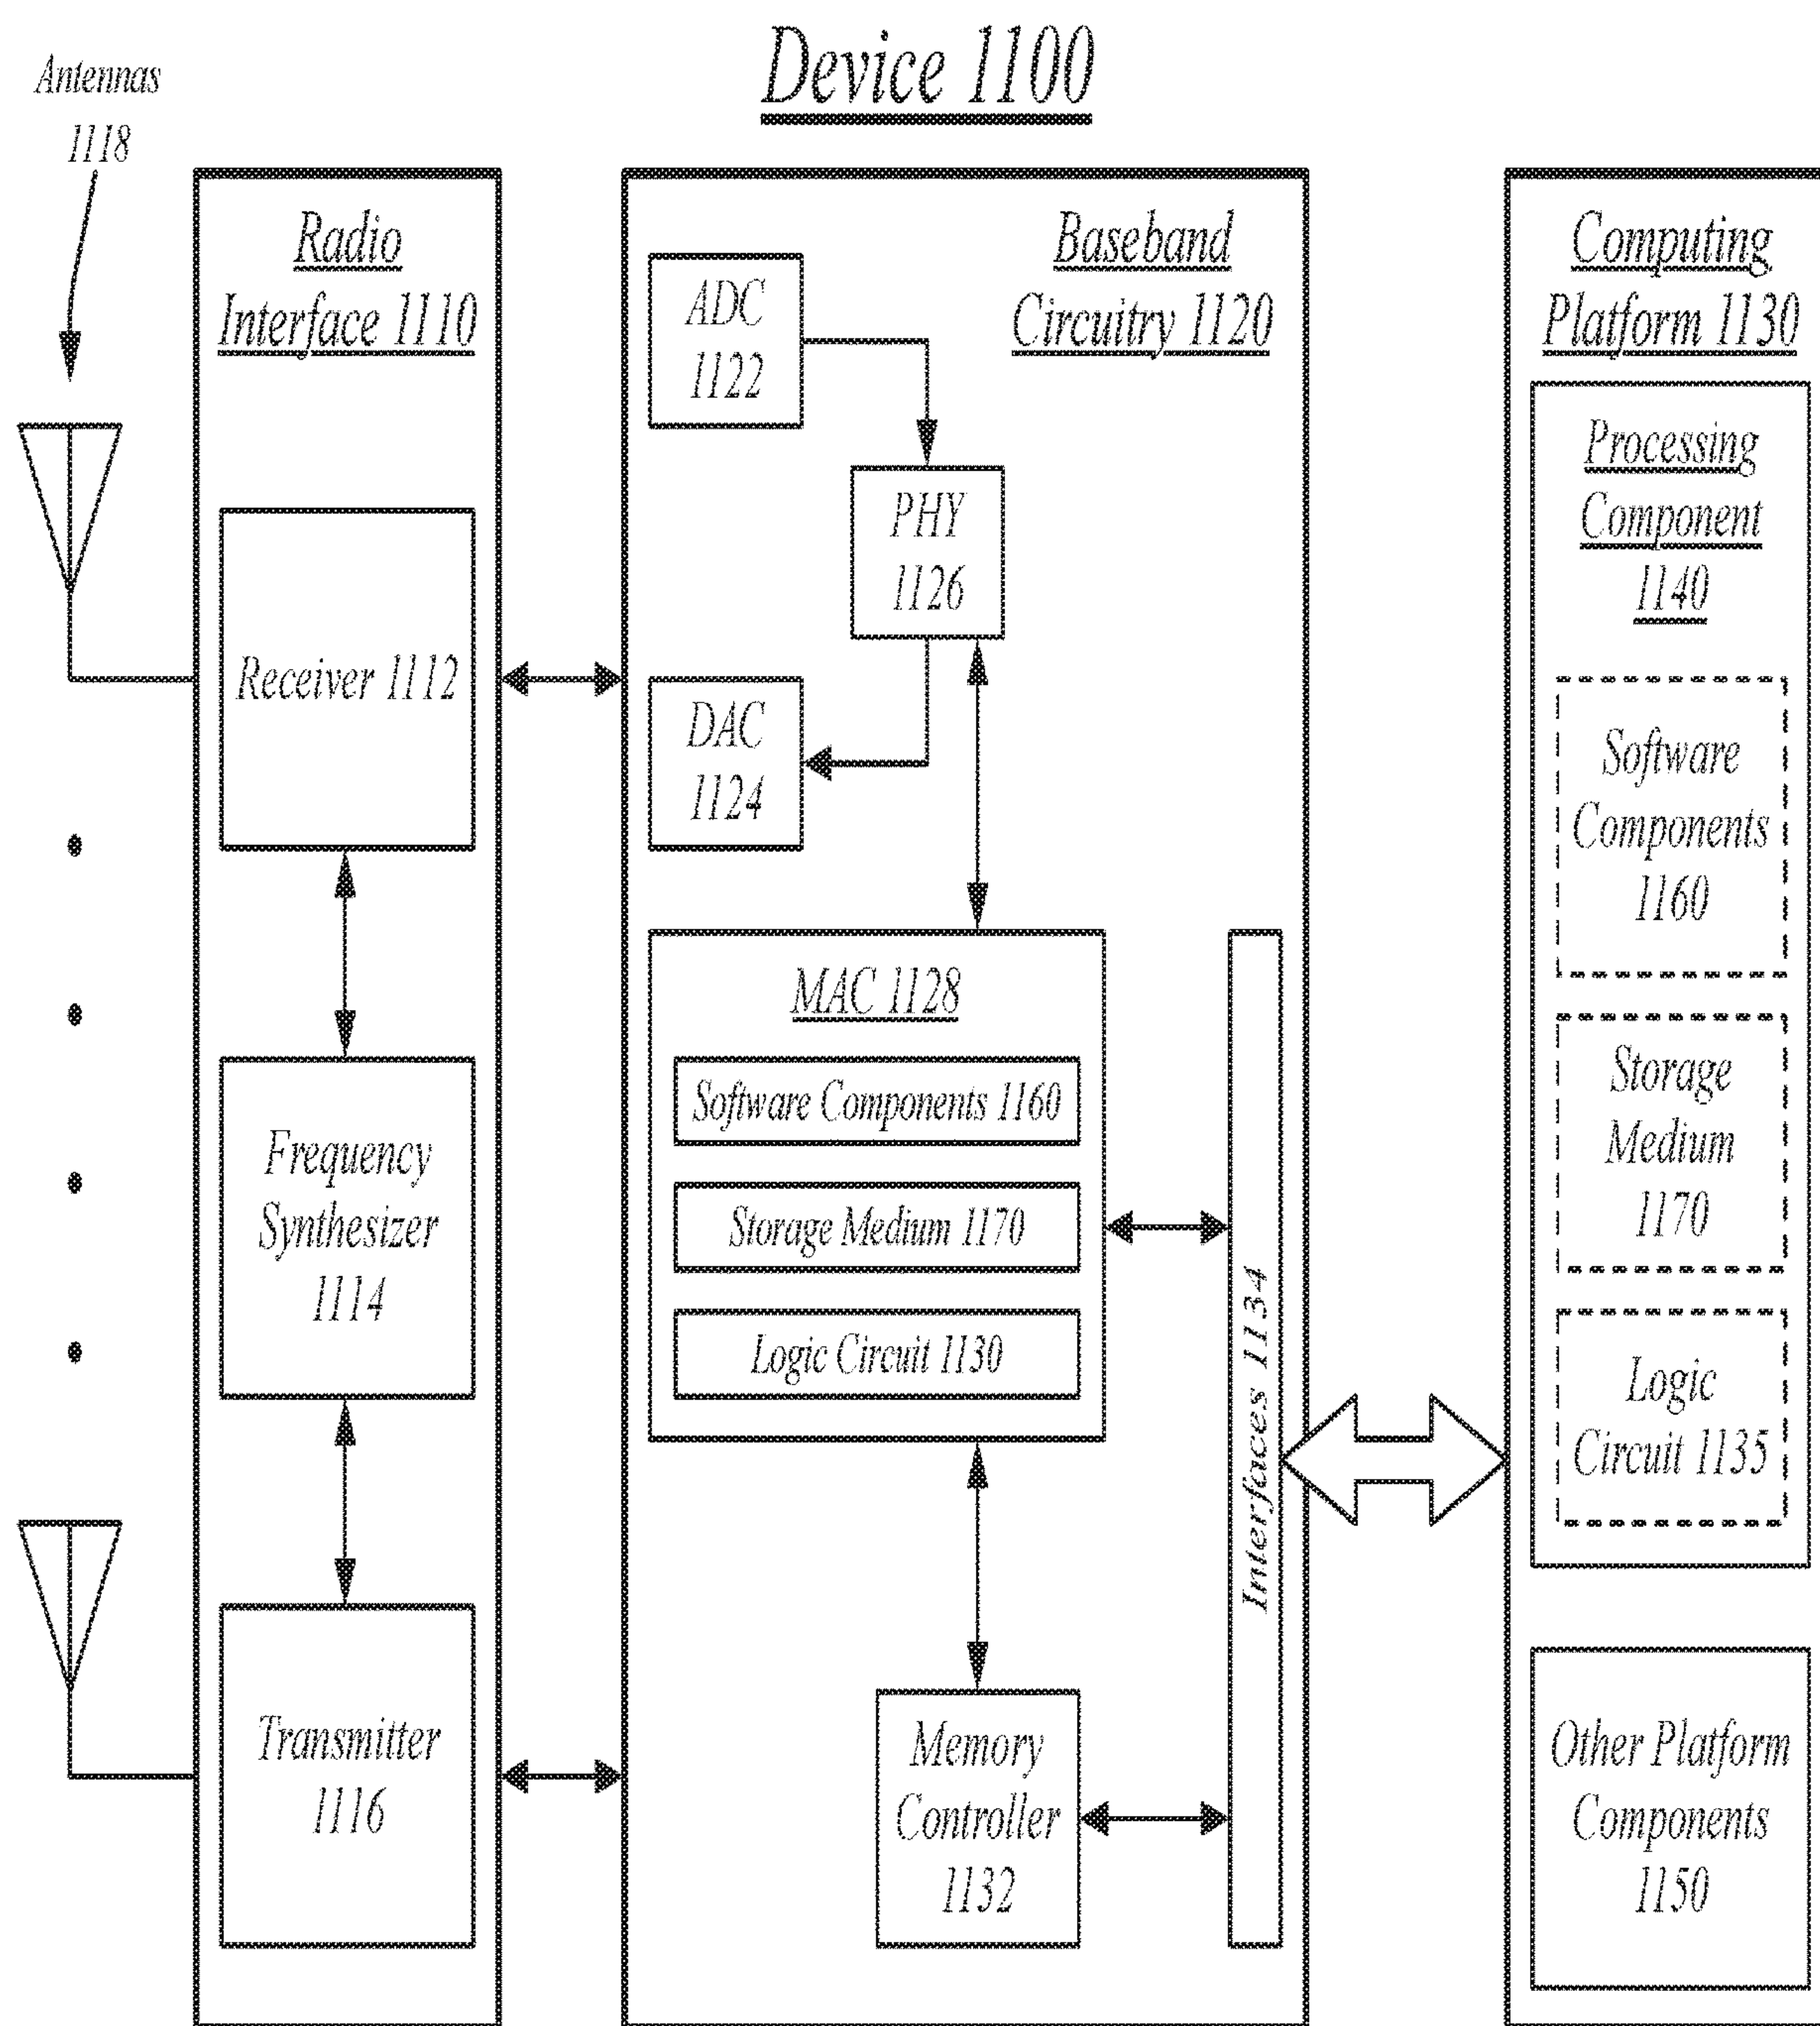 Device 1100
Antennas
1118
Radio
Interface 1110
Receiver 1112
Frequency
Synthesizer
1114
Transmitter
1116
Baseband
Circuitry 1120
ADC
1122
PHY
1126
DAC
1124
MAC 1128
Software Components 1160
Storage Medium 1170
Logic Circuit 1130
Memory
Controller
1132
Interfaces 1134
Computing
Platform 1130
Processing
Component
1140
Software
Components
1160
Storage
Medium
1170
Logic
Circuit 1135
Other Platform
Components
1150